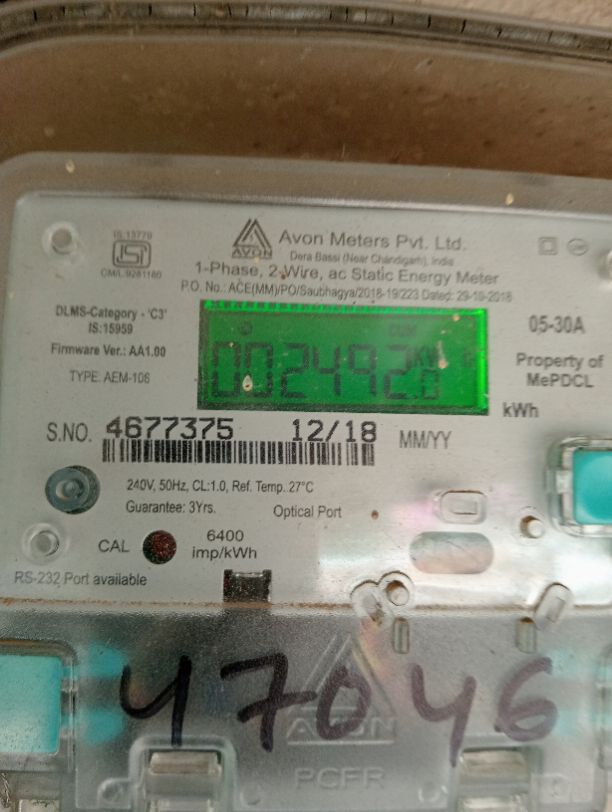 IS:13779
ISI
CM/L 9281180
AVON
Avon Meters Pvt. Ltd.
Dera Bassi (Near Chandigarh), India
1-Phase, 2-Wire, ac Static Energy Meter
P.O. No.: ACE(MM)/PO/Saubhagya/2018-19/223 Dated: 29-10-2018
DLMS-Category - 'C3'
IS:15959
Firmware Ver.: AA1.00
TYPE. AEM-106
CUM
002492.0 kW
05-30A
Property of
MePDCL
kWh
S.NO. 4677375 12/18 MM/YY
240V, 50Hz, CL:1.0, Ref. Temp. 27°C
Guarantee: 3Yrs. Optical Port
CAL 6400
imp/kWh
RS-232 Port available
47046
AVON